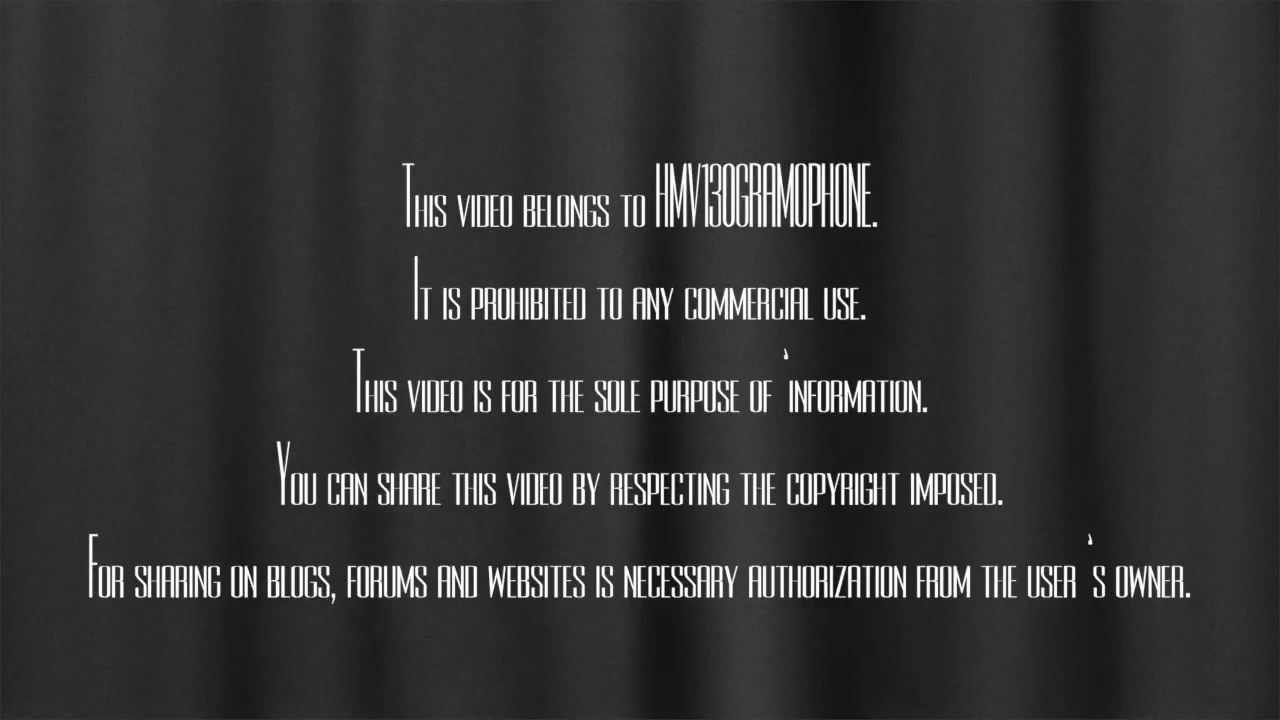 This video belongs to HMV130GRAMOPHONE.
It is prohibited to any commercial use.
This video is for the sole purpose of 'information.
You can share this video by respecting the copyright imposed.
For sharing on blogs, forums and websites is necessary authorization from the user 's owner.